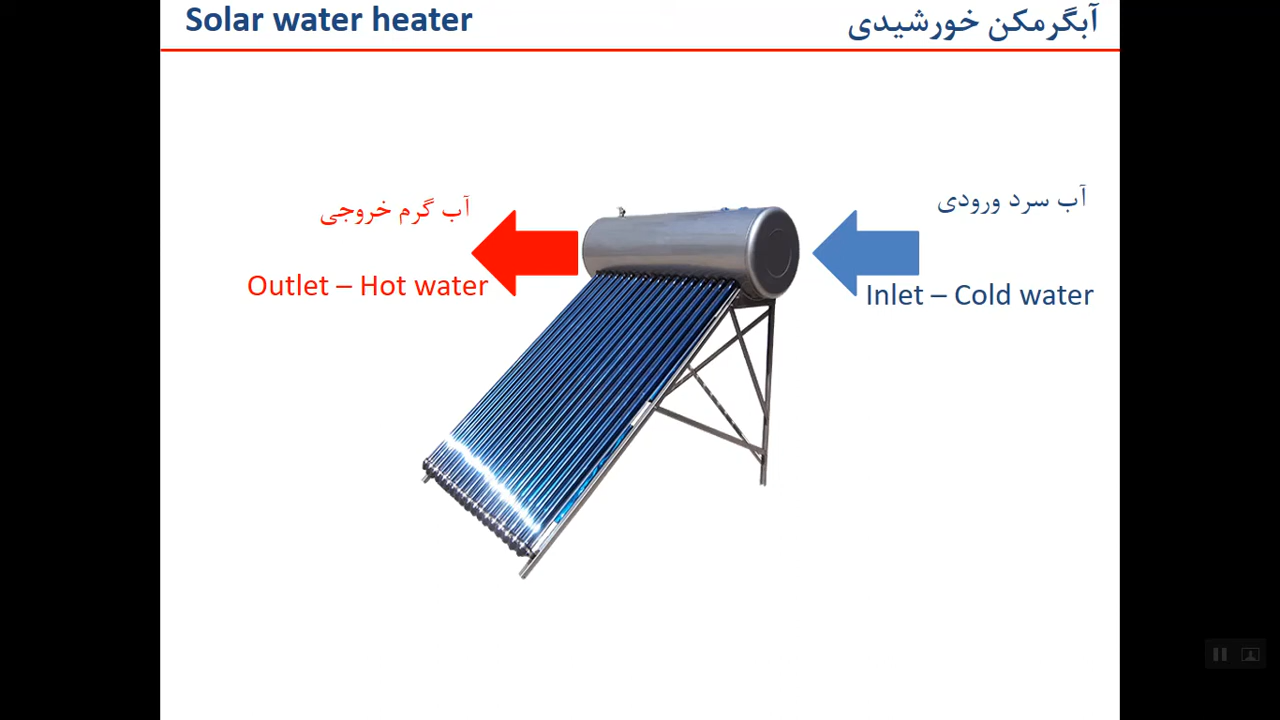 Solar water heater
آبگرمکن خورشیدی
آب گرم خروجی
Outlet – Hot water
آب سرد ورودی
Inlet – Cold water